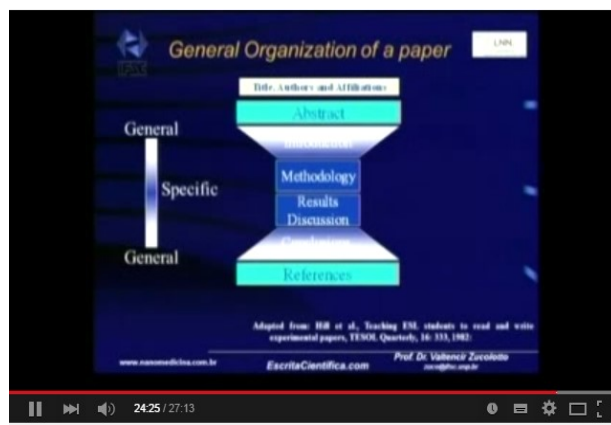 General Organization of a paper
LNN
Title, Authors and Affiliations
Abstract
General
Introduction
Methodology
Specific
Results
Discussion
Conclusions
General
References
Adapted from: Hill et al., Teaching ESL students to read and write
experimental papers, TESOL Quarterly, 16: 333, 1982:
www.nanomedicina.com.br
EscritaCientifica.com
Prof. Dr. Valtencir Zucolotto
24:25 / 27:13